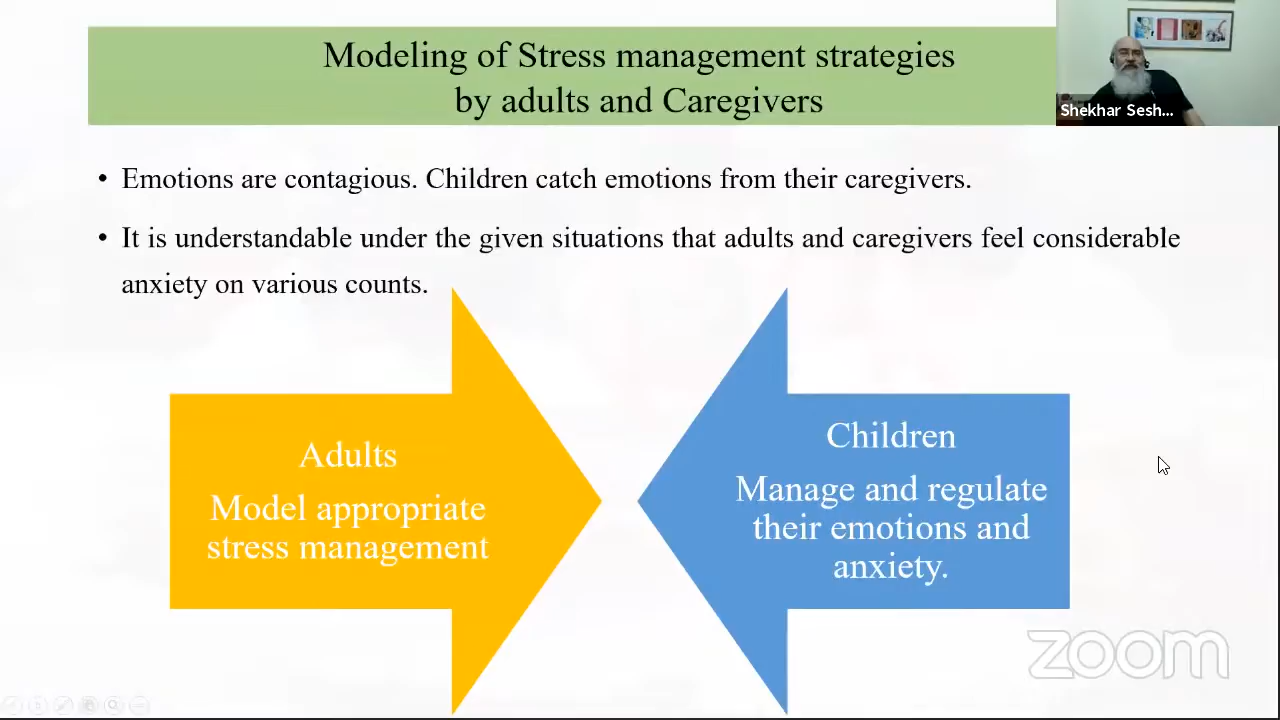 Modeling of Stress management strategies
by adults and Caregivers
Shekhar Sesh...
• Emotions are contagious. Children catch emotions from their caregivers.
• It is understandable under the given situations that adults and caregivers feel considerable
anxiety on various counts.
Adults
Model appropriate
stress management
Children
Manage and regulate
their emotions and
anxiety.
zoom